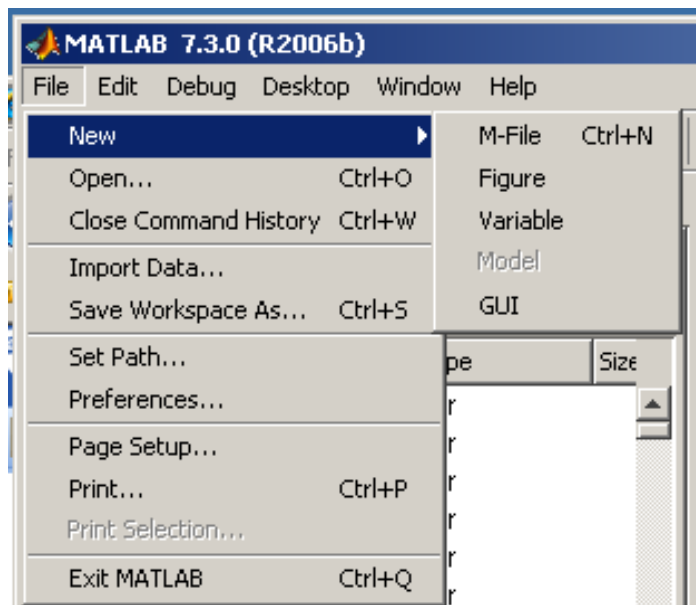 MATLAB 7.3.0 (R2006b)
File Edit Debug Desktop Window Help
New
Open... Ctrl+O
Close Command History Ctrl+W
Import Data...
Save Workspace As... Ctrl+S
Set Path...
Preferences...
Page Setup...
Print... Ctrl+P
Print Selection...
Exit MATLAB Ctrl+Q
M-File Ctrl+N
Figure
Variable
Model
GUI
pe Size
r
r
r
r
r
r